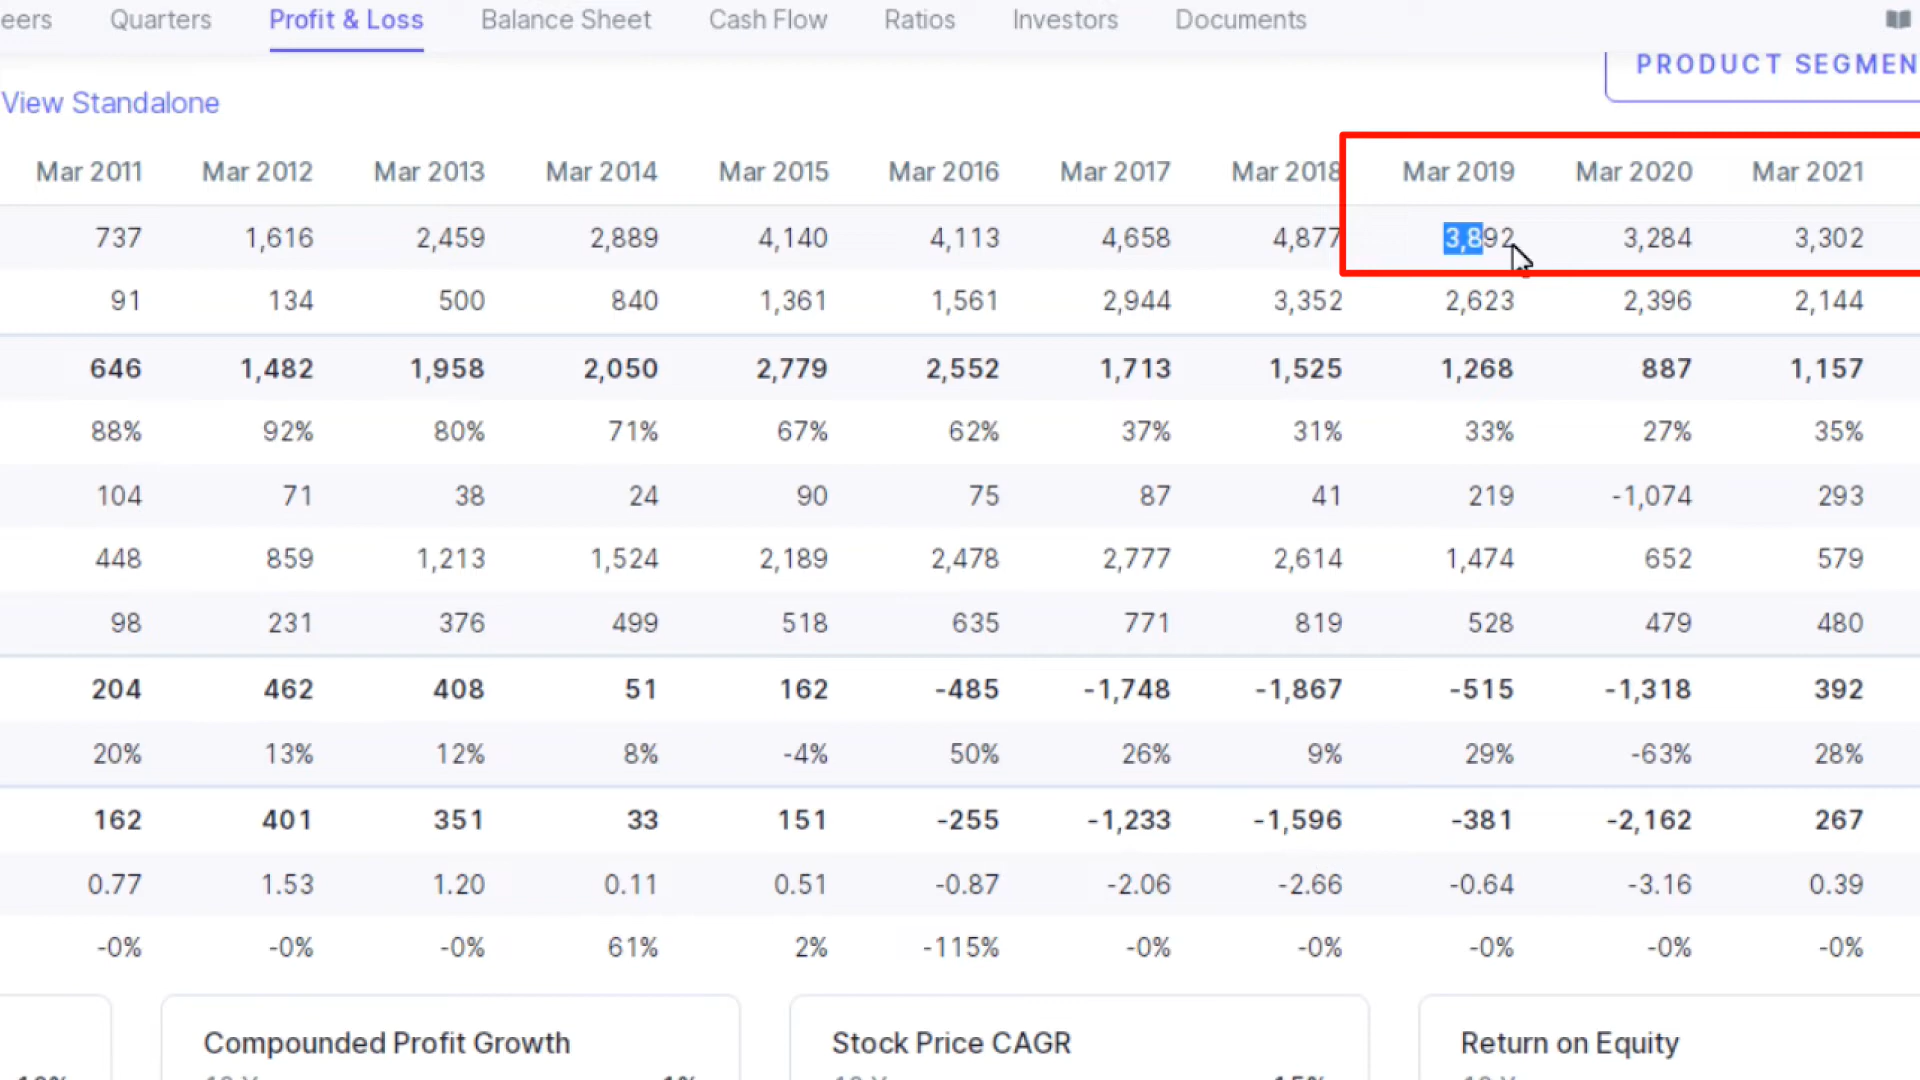 eers Quarters Profit & Loss Balance Sheet Cash Flow Ratios Investors Documents
PRODUCT SEGMEN
View Standalone
Mar 2011 Mar 2012 Mar 2013 Mar 2014 Mar 2015 Mar 2016 Mar 2017 Mar 2018 Mar 2019 Mar 2020 Mar 2021
737 1,616 2,459 2,889 4,140 4,113 4,658 4,877 3,892 3,284 3,302
91 134 500 840 1,361 1,561 2,944 3,352 2,623 2,396 2,144
646 1,482 1,958 2,050 2,779 2,552 1,713 1,525 1,268 887 1,157
88% 92% 80% 71% 67% 62% 37% 31% 33% 27% 35%
104 71 38 24 90 75 87 41 219 -1,074 293
448 859 1,213 1,524 2,189 2,478 2,777 2,614 1,474 652 579
98 231 376 499 518 635 771 819 528 479 480
204 462 408 51 162 -485 -1,748 -1,867 -515 -1,318 392
20% 13% 12% 8% -4% 50% 26% 9% 29% -63% 28%
162 401 351 33 151 -255 -1,233 -1,596 -381 -2,162 267
0.77 1.53 1.20 0.11 0.51 -0.87 -2.06 -2.66 -0.64 -3.16 0.39
-0% -0% -0% 61% 2% -115% -0% -0% -0% -0% -0%
Compounded Profit Growth Stock Price CAGR Return on Equity